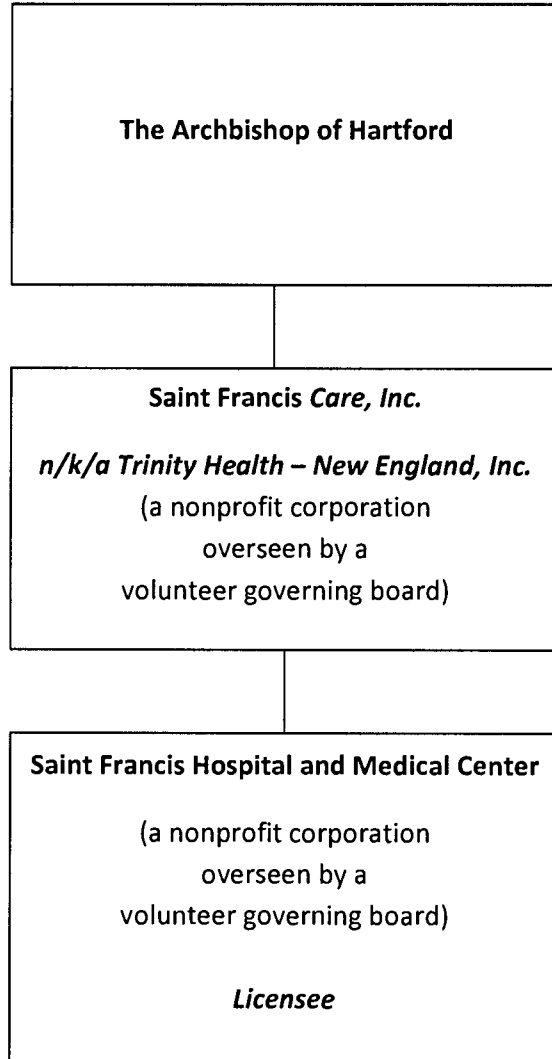 The Archbishop of Hartford
Saint Francis Care, Inc.
n/k/a Trinity Health – New England, Inc.
(a nonprofit corporation
overseen by a
volunteer governing board)
Saint Francis Hospital and Medical Center
(a nonprofit corporation
overseen by a
volunteer governing board)
Licensee